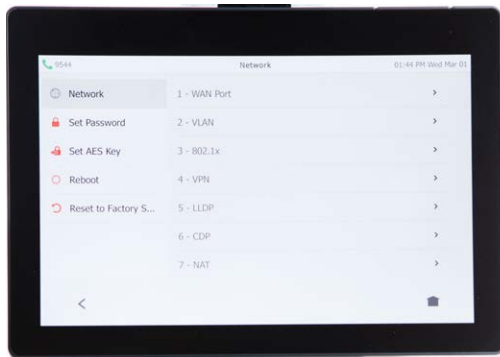 9544 Network 01:44 PM Wed Mar 01
Network
Set Password
Set AES Key
Reboot
Reset to Factory S...
1 - WAN Port
2 - VLAN
3 - 802.1x
4 - VPN
5 - LLDP
6 - CDP
7 - NAT